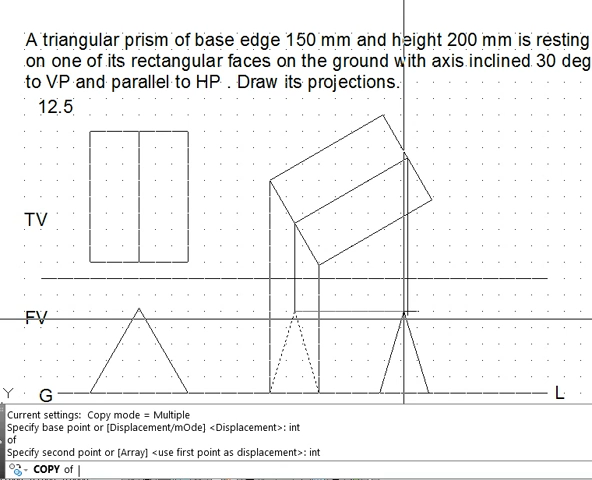 A triangular prism of base edge 150 mm and height 200 mm is resting
on one of its rectangular faces on the ground with axis inclined 30 deg
to VP and parallel to HP . Draw its projections.
12.5
TV
FV
Y
G
L
Current settings: Copy mode = Multiple
Specify base point or [Displacement/mOde] <Displacement>: int
of
Specify second point or [Array] <use first point as displacement>: int
COPY of